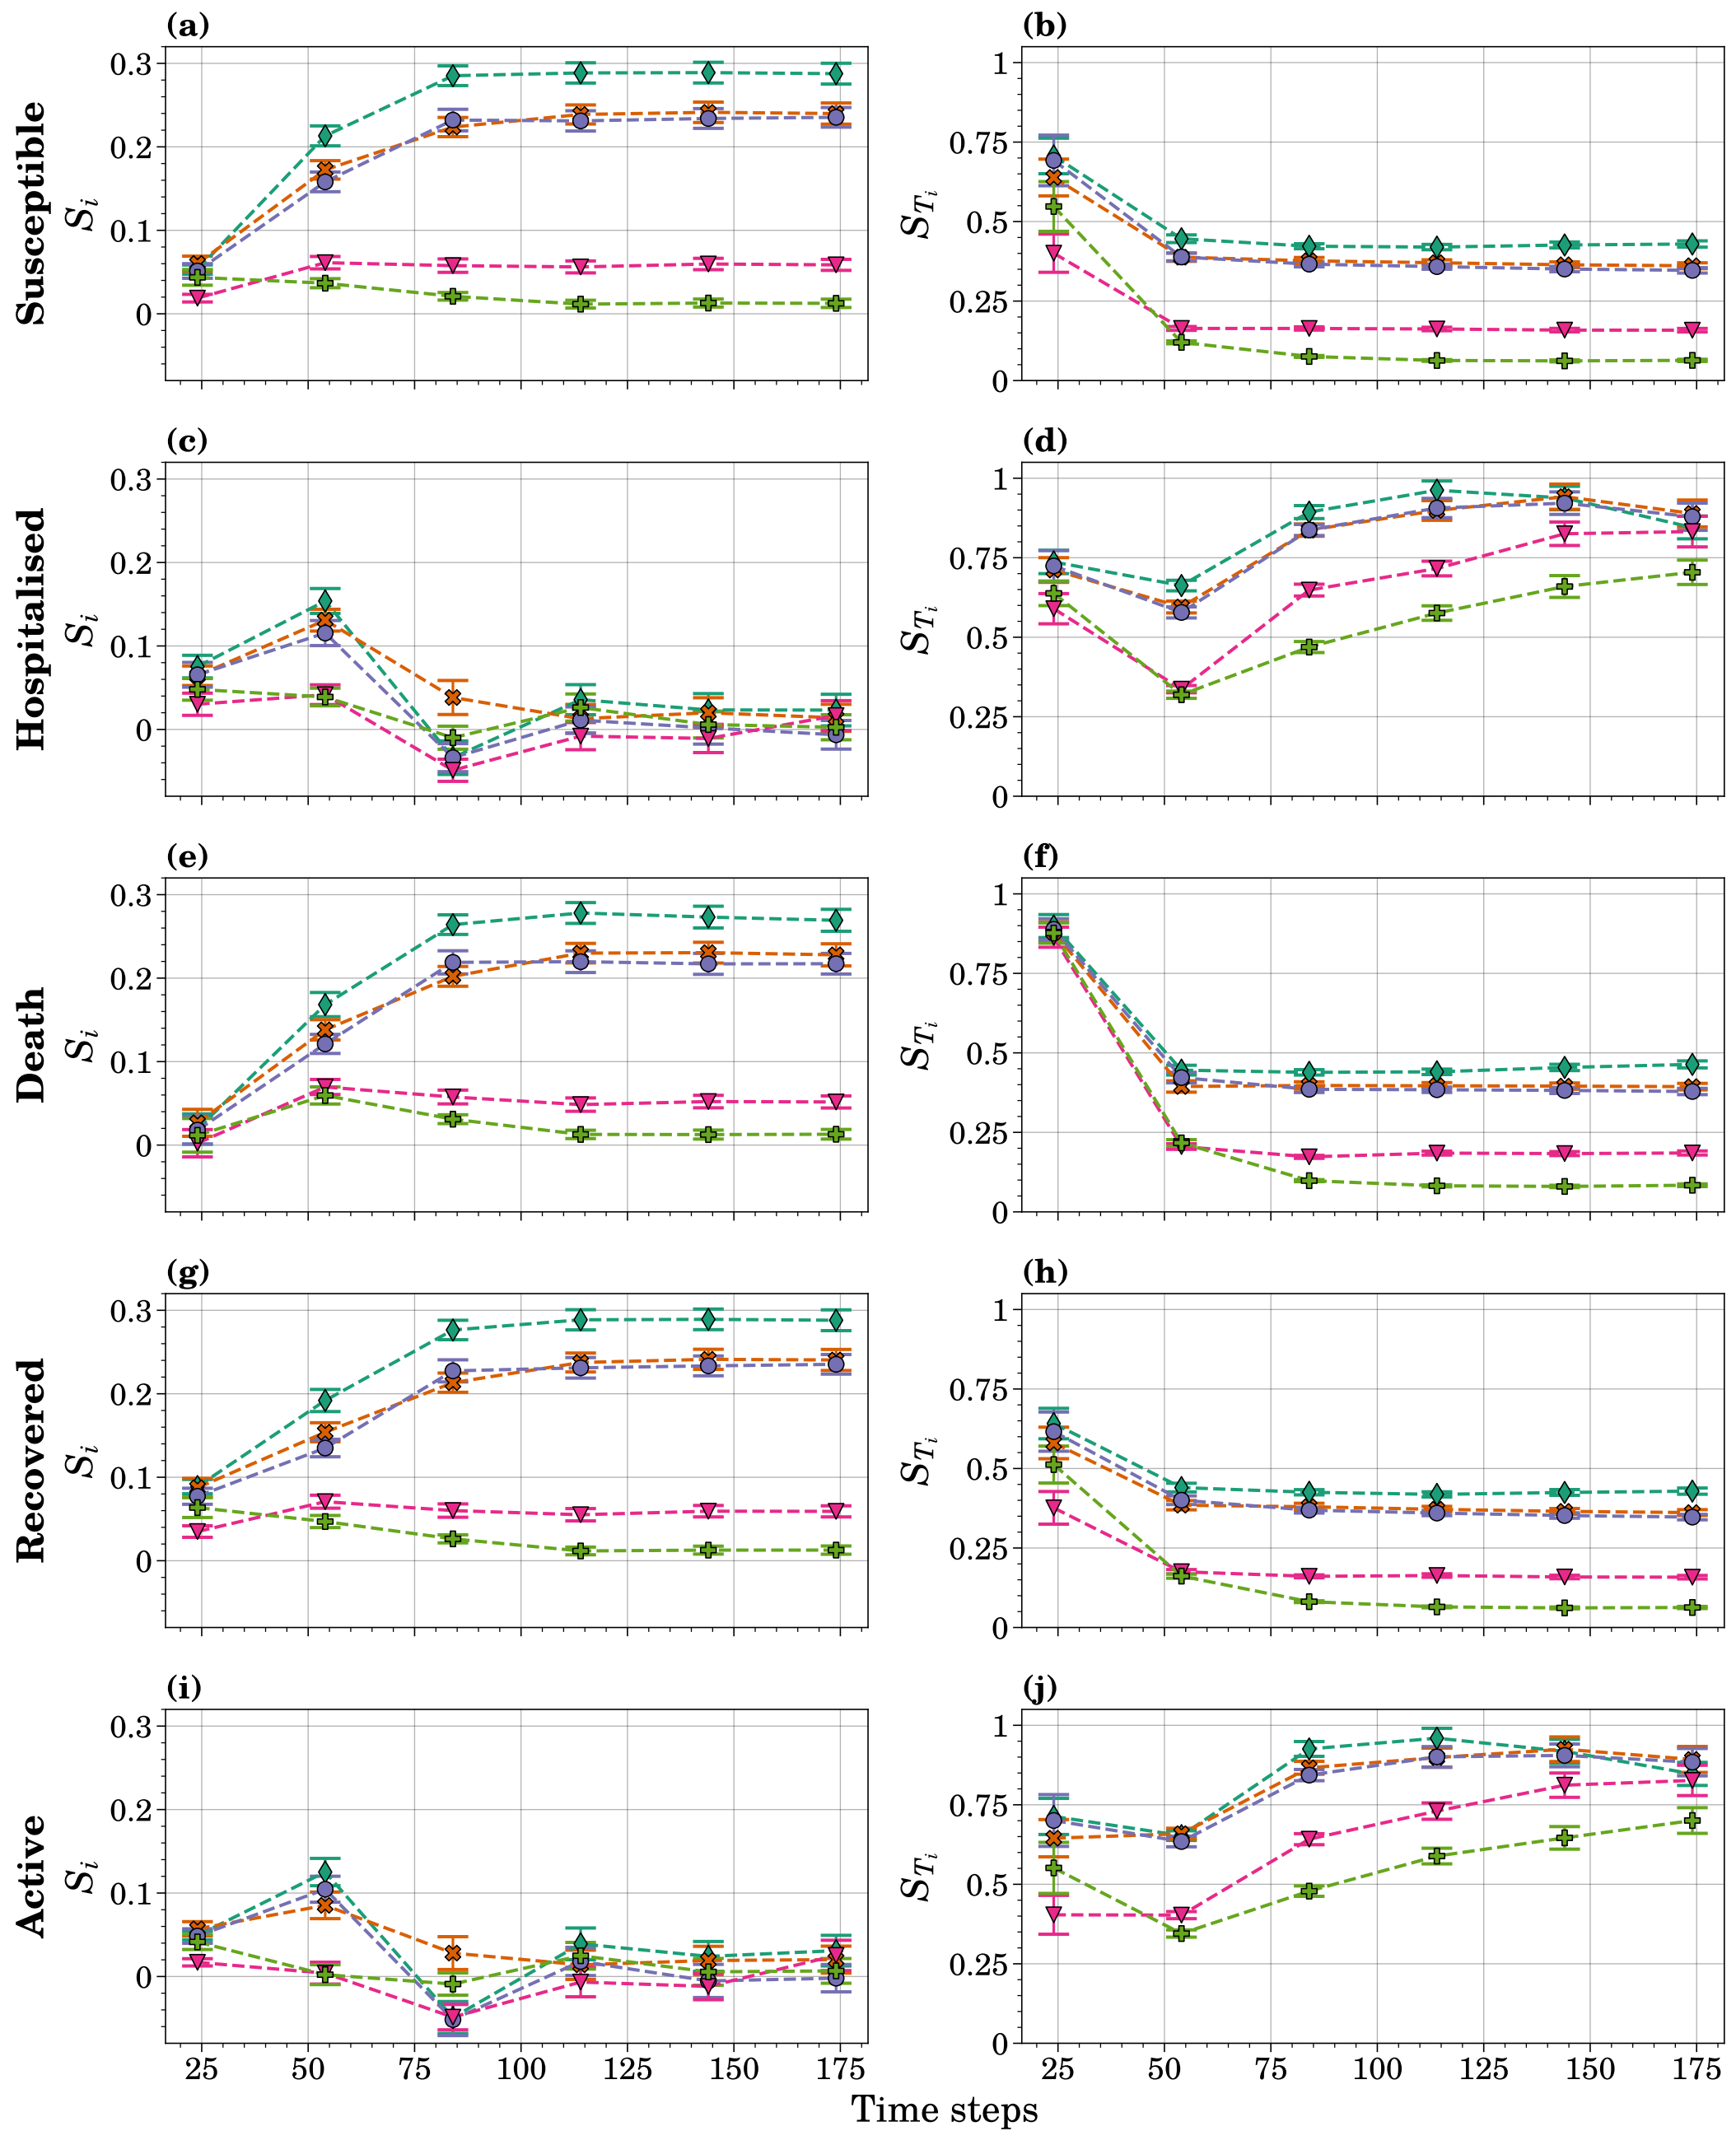 (a)
(b)
Susceptible
S_i
0.3
0.2
0.1
0
S_{T_i}
1
0.75
0.5
0.25
0
(c)
(d)
Hospitalised
S_i
0.3
0.2
0.1
0
S_{T_i}
1
0.75
0.5
0.25
0
(e)
(f)
Death
S_i
0.3
0.2
0.1
0
S_{T_i}
1
0.75
0.5
0.25
0
(g)
(h)
Recovered
S_i
0.3
0.2
0.1
0
S_{T_i}
1
0.75
0.5
0.25
0
(i)
(j)
Active
S_i
0.3
0.2
0.1
0
S_{T_i}
1
0.75
0.5
0.25
0
25 50 75 100 125 150 175
25 50 75 100 125 150 175
Time steps